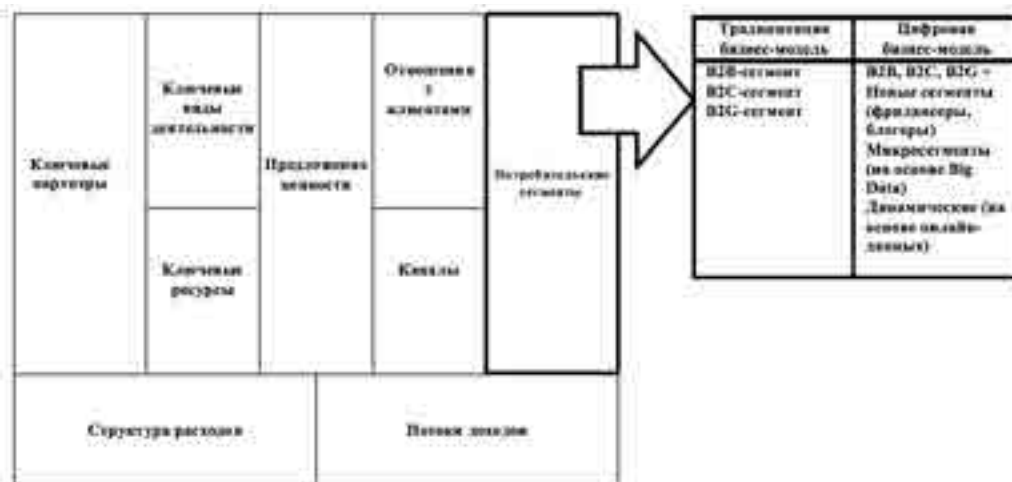 Ключевые
партнеры
Ключевые
виды
деятельности
Ключевые
ресурсы
Предложение
ценности
Отношения
с
клиентами
Каналы
Потребительские
сегменты
Структура расходов
Потоки доходов
Традиционная
бизнес-модель
B2B-сегмент
B2C-сегмент
B2G-сегмент
Цифровая
бизнес-модель
B2B, B2C, B2G +
Новые сегменты
(фрилансеры,
блогеры)
Микросегменты
(на основе Big
Data)
Динамические (на
основе онлайн-
данных)